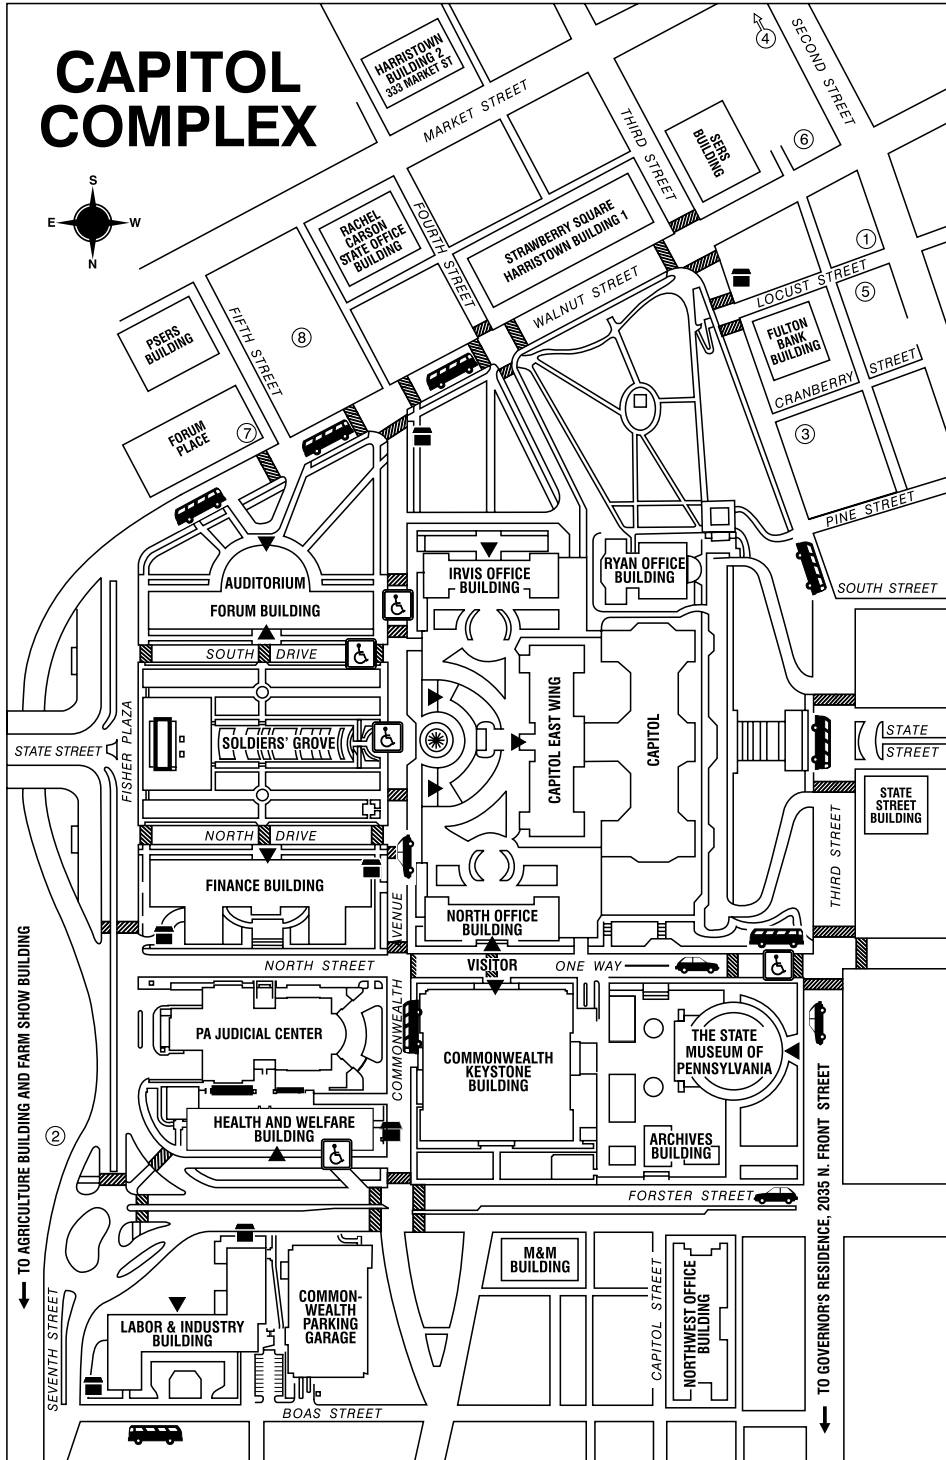 CAPITOL
COMPLEX
S
E
W
N
HARRISTOWN
BUILDING 2
333 MARKET ST
MARKET STREET
THIRD STREET
SECOND STREET
4
SERS
BUILDING
6
RACHEL
CARSON
STATE OFFICE
BUILDING
FOURTH STREET
STRAWBERRY SQUARE
HARRISTOWN BUILDING 1
WALNUT STREET
1
LOCUST STREET
5
PSERS
BUILDING
FIFTH STREET
8
FULTON
BANK
BUILDING
CRANBERRY STREET
3
FORUM
PLACE
7
PINE STREET
AUDITORIUM
FORUM BUILDING
IRVIS OFFICE
BUILDING
RYAN OFFICE
BUILDING
SOUTH STREET
SOUTH DRIVE
STATE STREET
FISHER PLAZA
SOLDIERS' GROVE
CAPITOL EAST WING
CAPITOL
STATE
STREET
STATE
STREET
BUILDING
NORTH DRIVE
THIRD STREET
FINANCE BUILDING
NORTH OFFICE
BUILDING
VISITOR
ONE WAY
NORTH STREET
COMMONWEALTH AVENUE
PA JUDICIAL CENTER
COMMONWEALTH
KEYSTONE
BUILDING
THE STATE
MUSEUM OF
PENNSYLVANIA
HEALTH AND WELFARE
BUILDING
ARCHIVES
BUILDING
2
FORSTER STREET
TO AGRICULTURE BUILDING AND FARM SHOW BUILDING
TO GOVERNOR'S RESIDENCE, 2035 N. FRONT STREET
M&M
BUILDING
CAPITOL STREET
NORTHWEST OFFICE
BUILDING
COMMON-
WEALTH
PARKING
GARAGE
LABOR & INDUSTRY
BUILDING
SEVENTH STREET
BOAS STREET